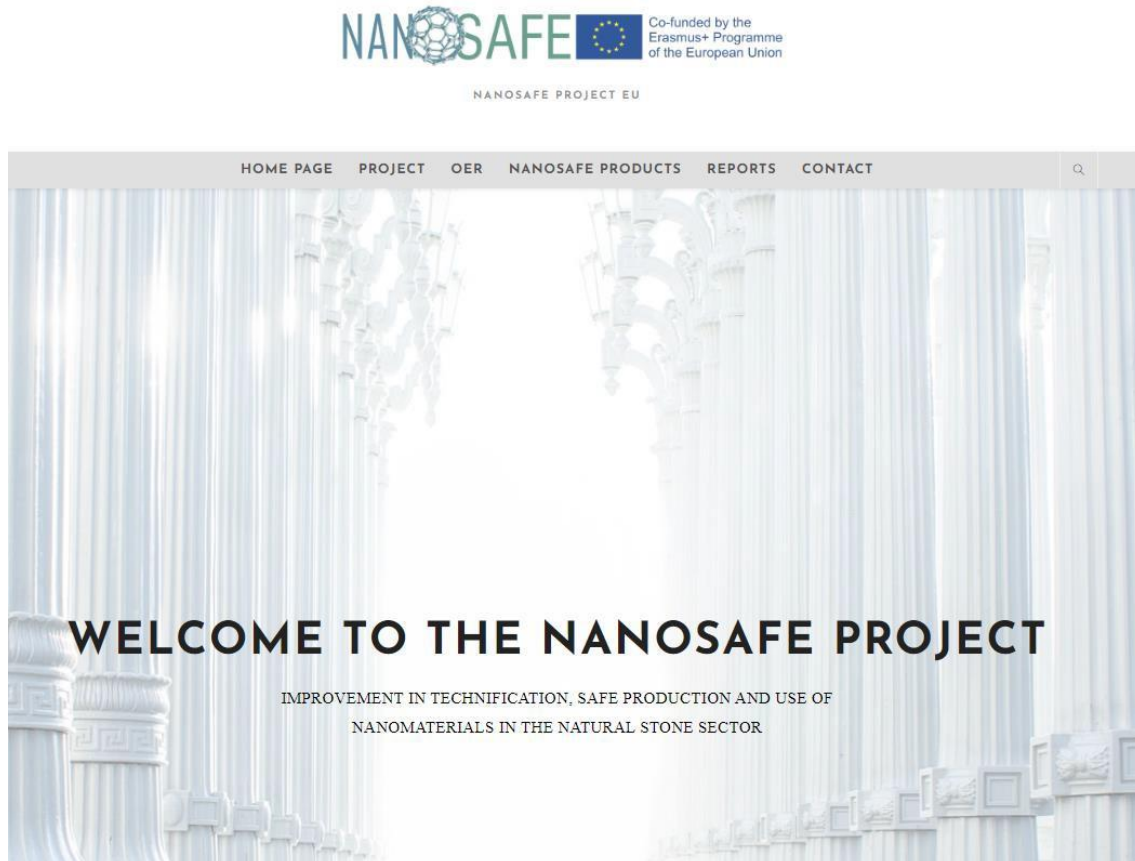 NANOSAFE
Co-funded by the
Erasmus+ Programme
of the European Union
NANOSAFE PROJECT EU
HOME PAGE PROJECT OER NANOSAFE PRODUCTS REPORTS CONTACT
WELCOME TO THE NANOSAFE PROJECT
IMPROVEMENT IN TECHNIFICATION, SAFE PRODUCTION AND USE OF
NANOMATERIALS IN THE NATURAL STONE SECTOR